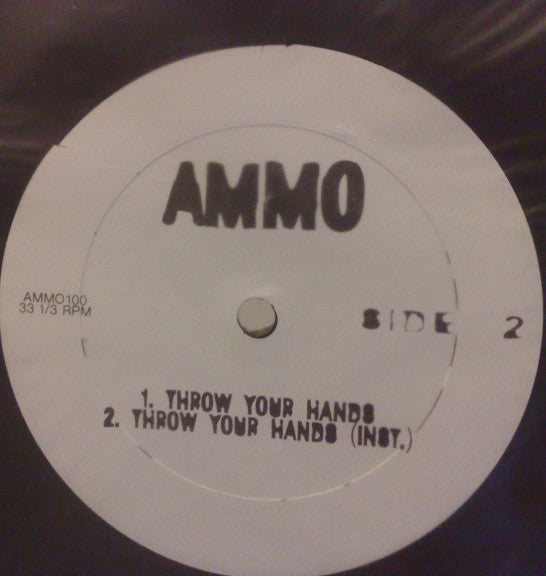 AMMO
AMMO100
33 1/3 RPM
SIDE 2
1. THROW YOUR HANDS
2. THROW YOUR HANDS (INST.)